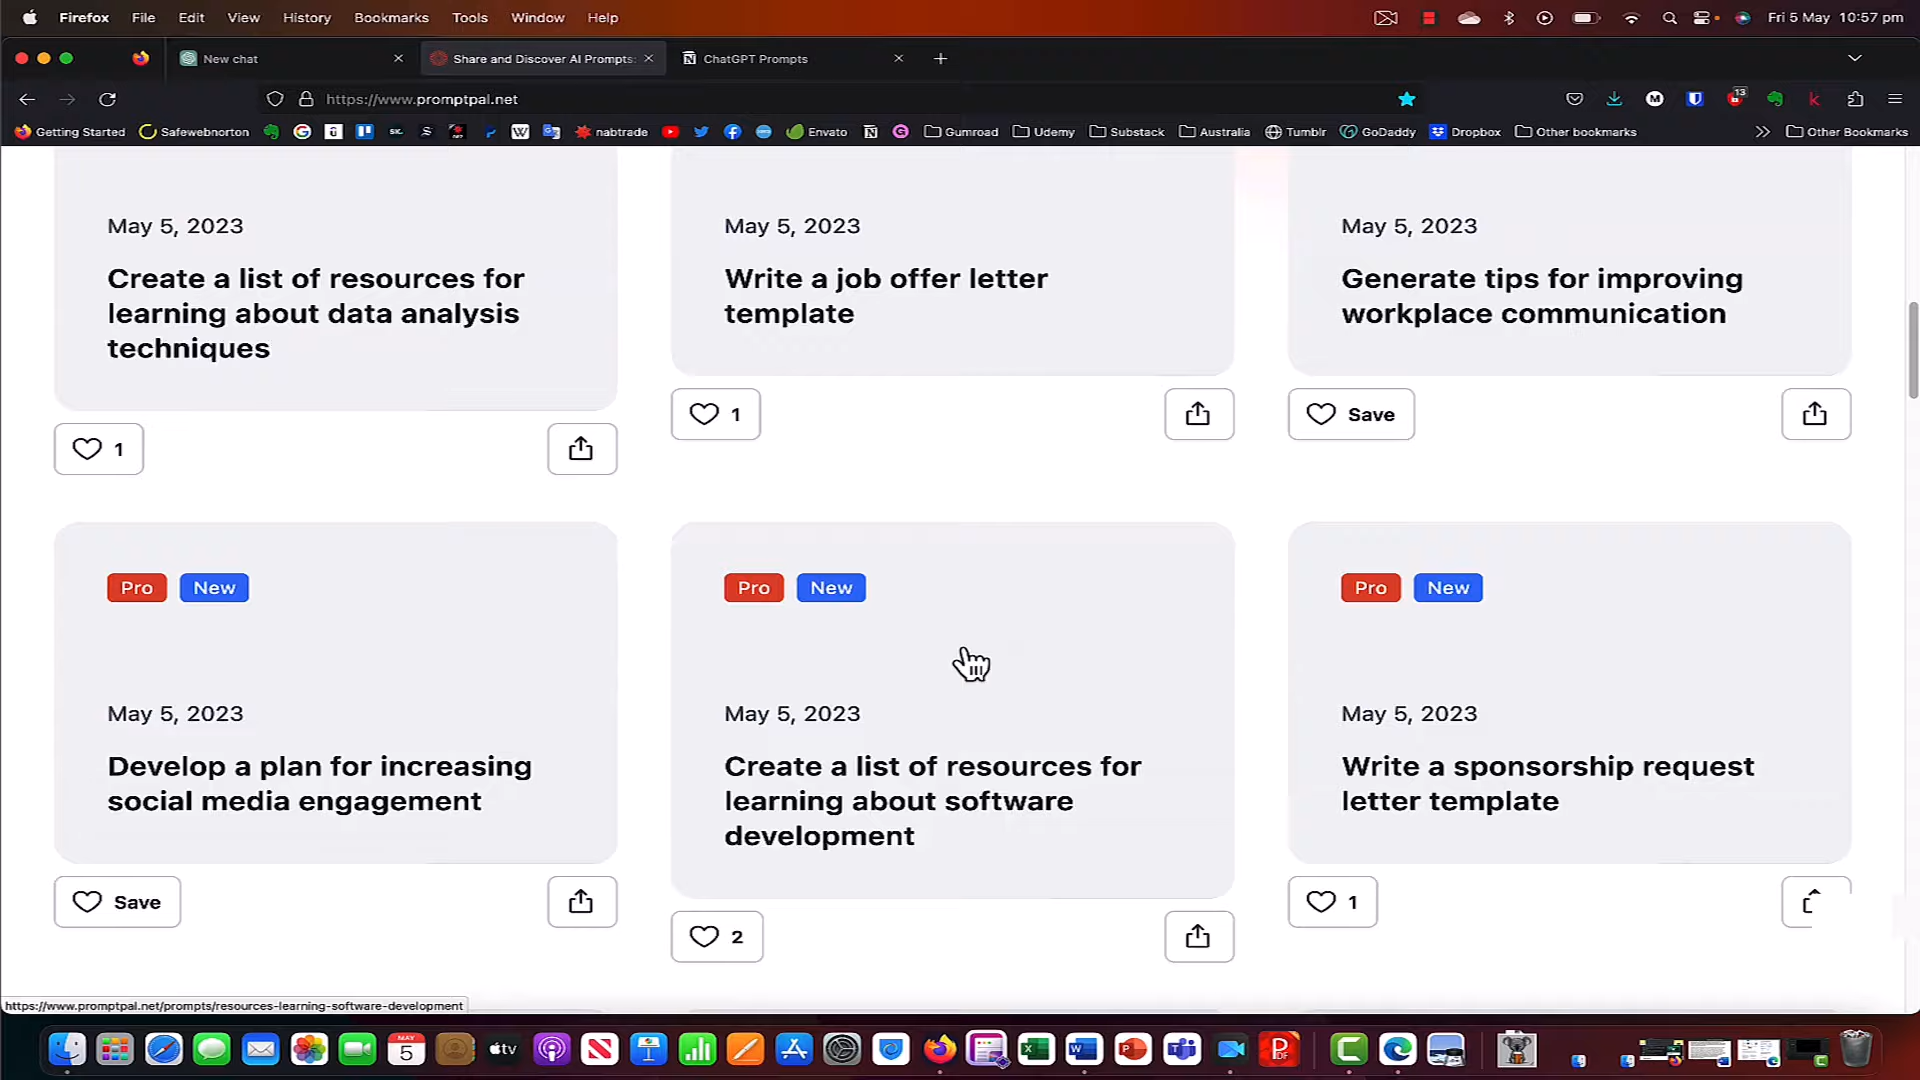 Firefox File Edit View History Bookmarks Tools Window Help Fri 5 May 10:57 pm
New chat Share and Discover AI Prompts: ChatGPT Prompts
https://www.promptpal.net 13
Getting Started Safewebnorton nabtrade Envato Gumroad Udemy Substack Australia Tumblr GoDaddy Dropbox Other bookmarks Other Bookmarks
May 5, 2023
Create a list of resources for
learning about data analysis
techniques
1
May 5, 2023
Write a job offer letter
template
1
May 5, 2023
Generate tips for improving
workplace communication
Save
Pro New
May 5, 2023
Develop a plan for increasing
social media engagement
Save
Pro New
May 5, 2023
Create a list of resources for
learning about software
development
2
Pro New
May 5, 2023
Write a sponsorship request
letter template
1
https://www.promptpal.net/prompts/resources-learning-software-development
MAY
5
tv
PDF